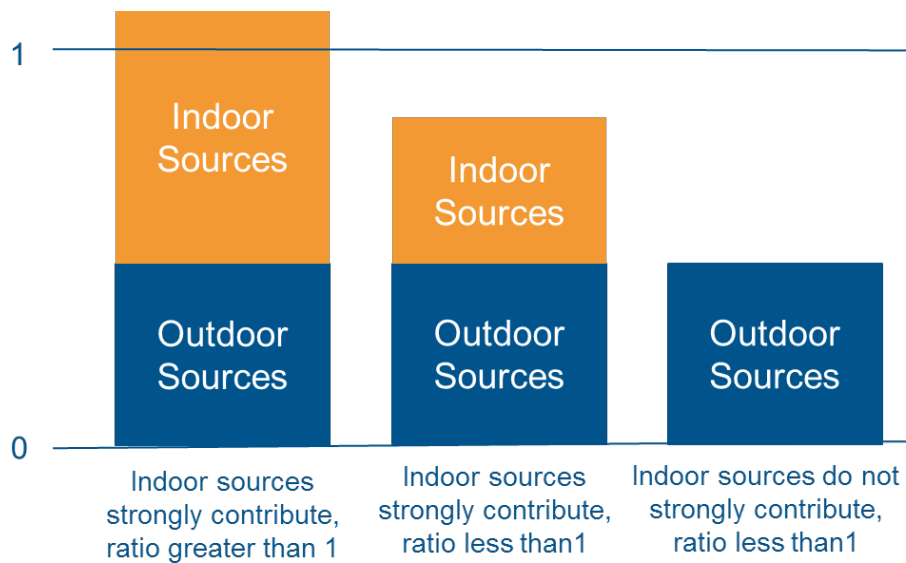 1
Indoor
Sources
Indoor
Sources
Outdoor
Sources
Outdoor
Sources
Outdoor
Sources
0
Indoor sources
strongly contribute,
ratio greater than 1
Indoor sources
strongly contribute,
ratio less than1
Indoor sources do not
strongly contribute,
ratio less than1